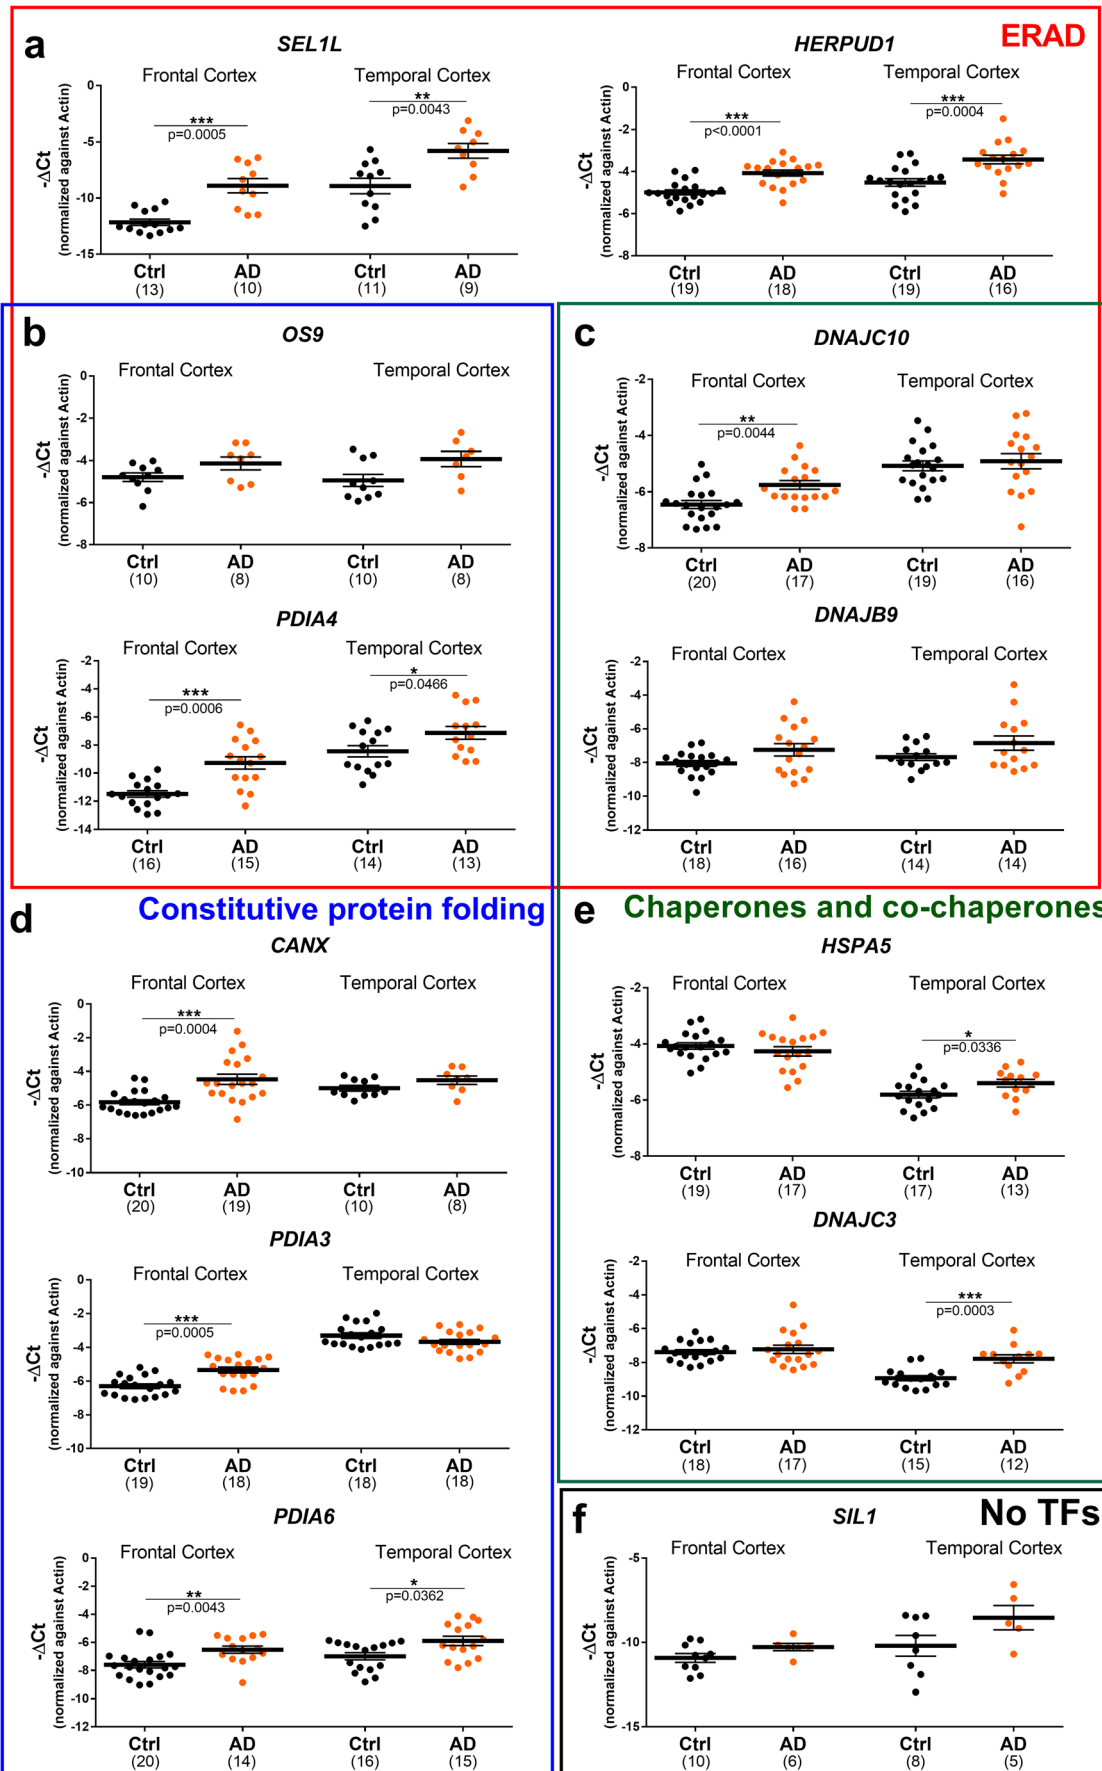 a
SEL1L
HERPUD1
ERAD
Frontal Cortex
Temporal Cortex
Frontal Cortex
Temporal Cortex
-ΔCt
(normalized against Actin)
0
-5
-10
-15
***
p=0.0005
**
p=0.0043
Ctrl
AD
Ctrl
AD
(13)
(10)
(11)
(9)
-ΔCt
(normalized against Actin)
0
-2
-4
-6
-8
***
p<0.0001
***
p=0.0004
Ctrl
AD
Ctrl
AD
(19)
(18)
(19)
(16)
b
OS9
Frontal Cortex
Temporal Cortex
-ΔCt
(normalized against Actin)
0
-2
-4
-6
-8
Ctrl
AD
Ctrl
AD
(10)
(8)
(10)
(8)
PDIA4
Frontal Cortex
Temporal Cortex
-ΔCt
(normalized against Actin)
-2
-4
-6
-8
-10
-12
-14
***
p=0.0006
*
p=0.0466
Ctrl
AD
Ctrl
AD
(16)
(15)
(14)
(13)
c
DNAJC10
Frontal Cortex
Temporal Cortex
-ΔCt
(normalized against Actin)
-2
-4
-6
-8
**
p=0.0044
Ctrl
AD
Ctrl
AD
(20)
(17)
(19)
(16)
DNAJB9
Frontal Cortex
Temporal Cortex
-ΔCt
(normalized against Actin)
-2
-4
-6
-8
-10
-12
Ctrl
AD
Ctrl
AD
(18)
(16)
(14)
(14)
d
Constitutive protein folding
CANX
Frontal Cortex
Temporal Cortex
-ΔCt
(normalized against Actin)
0
-2
-4
-6
-8
-10
***
p=0.0004
Ctrl
AD
Ctrl
AD
(20)
(19)
(10)
(8)
PDIA3
Frontal Cortex
Temporal Cortex
-ΔCt
(normalized against Actin)
0
-2
-4
-6
-8
-10
***
p=0.0005
Ctrl
AD
Ctrl
AD
(19)
(18)
(18)
(18)
PDIA6
Frontal Cortex
Temporal Cortex
-ΔCt
(normalized against Actin)
0
-2
-4
-6
-8
-10
-12
**
p=0.0043
*
p=0.0362
Ctrl
AD
Ctrl
AD
(20)
(14)
(16)
(15)
e
Chaperones and co-chaperones
HSPA5
Frontal Cortex
Temporal Cortex
-ΔCt
(normalized against Actin)
-2
-4
-6
-8
*
p=0.0336
Ctrl
AD
Ctrl
AD
(19)
(17)
(17)
(13)
DNAJC3
Frontal Cortex
Temporal Cortex
-ΔCt
(normalized against Actin)
-2
-4
-6
-8
-10
-12
***
p=0.0003
Ctrl
AD
Ctrl
AD
(18)
(17)
(15)
(12)
f
SIL1
No TFs
Frontal Cortex
Temporal Cortex
-ΔCt
(normalized against Actin)
-5
-10
-15
Ctrl
AD
Ctrl
AD
(10)
(6)
(8)
(5)